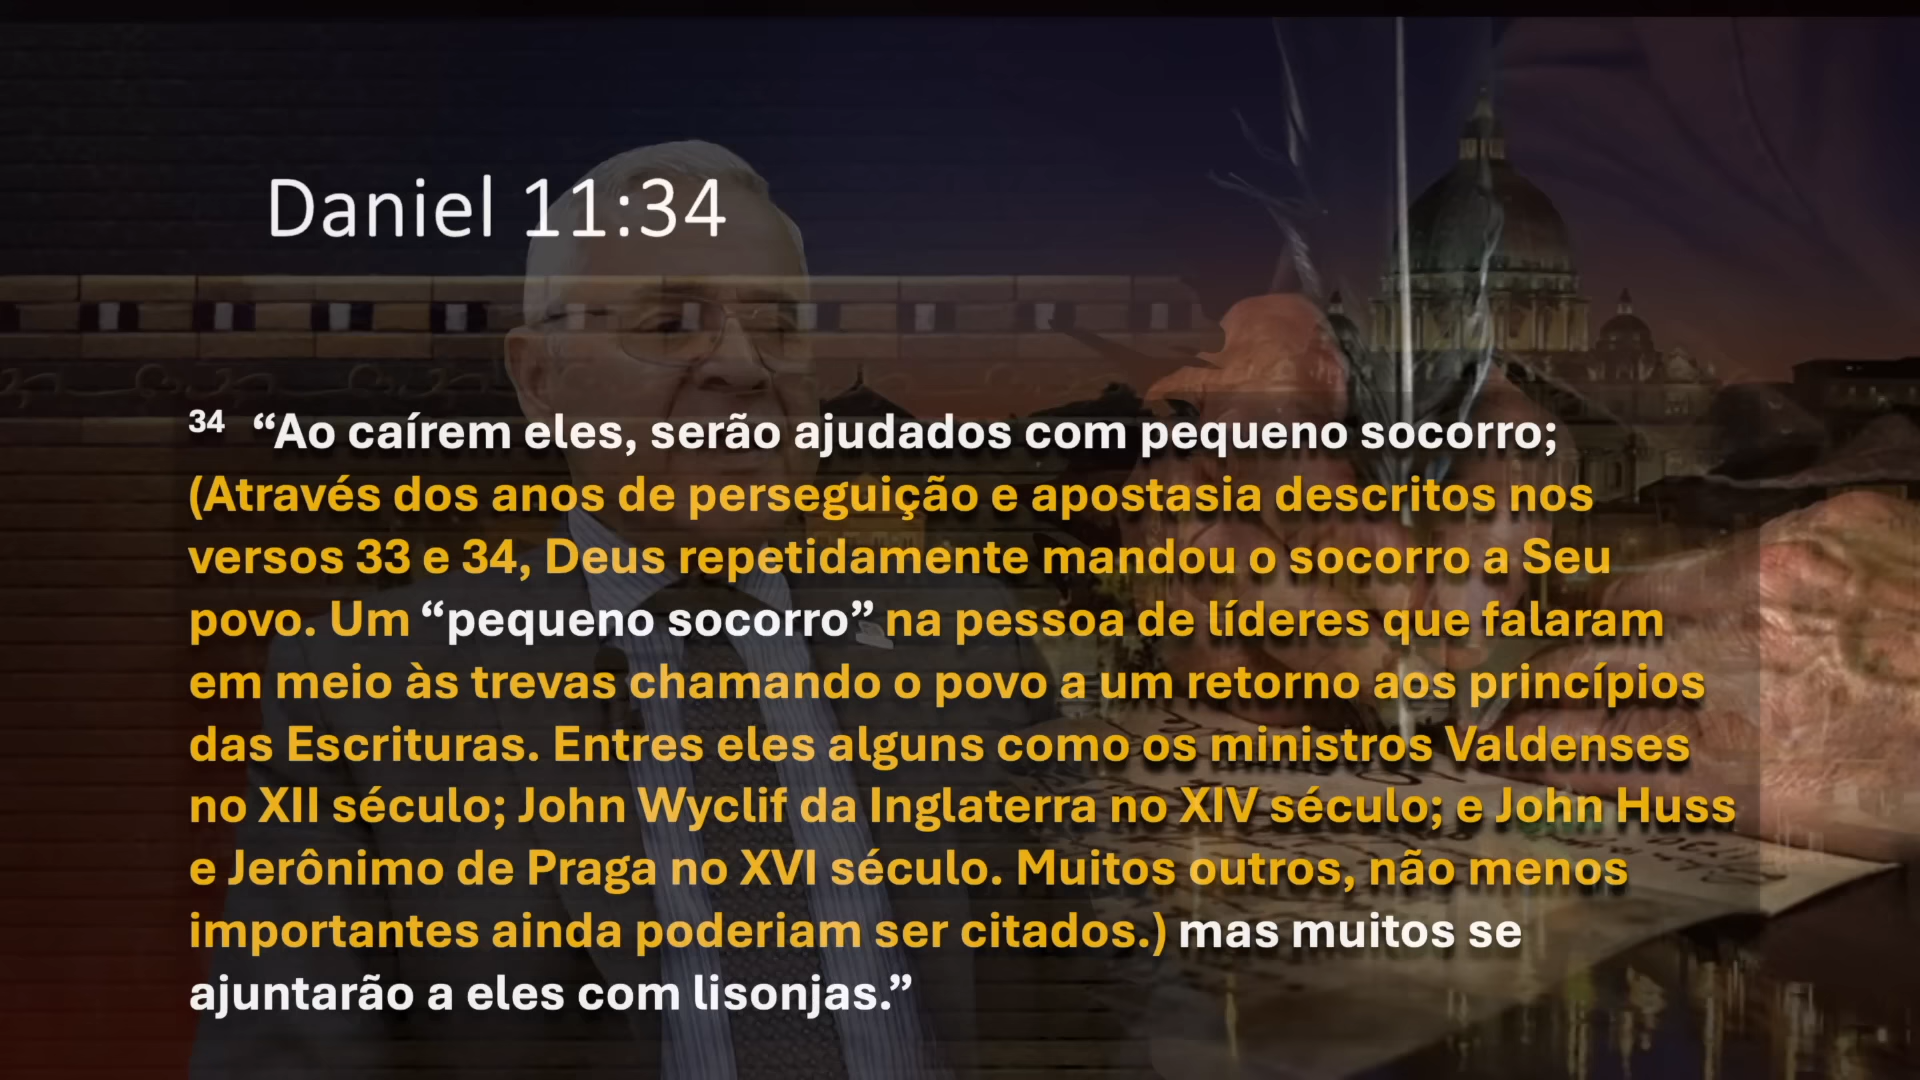 Daniel 11:34
34 “Ao caírem eles, serão ajudados com pequeno socorro;
(Através dos anos de perseguição e apostasia descritos nos
versos 33 e 34, Deus repetidamente mandou o socorro a Seu
povo. Um “pequeno socorro” na pessoa de líderes que falaram
em meio às trevas chamando o povo a um retorno aos princípios
das Escrituras. Entres eles alguns como os ministros Valdenses
no XII século; John Wyclif da Inglaterra no XIV século; e John Huss
e Jerônimo de Praga no XVI século. Muitos outros, não menos
importantes ainda poderiam ser citados.) mas muitos se
ajuntarão a eles com lisonjas.”